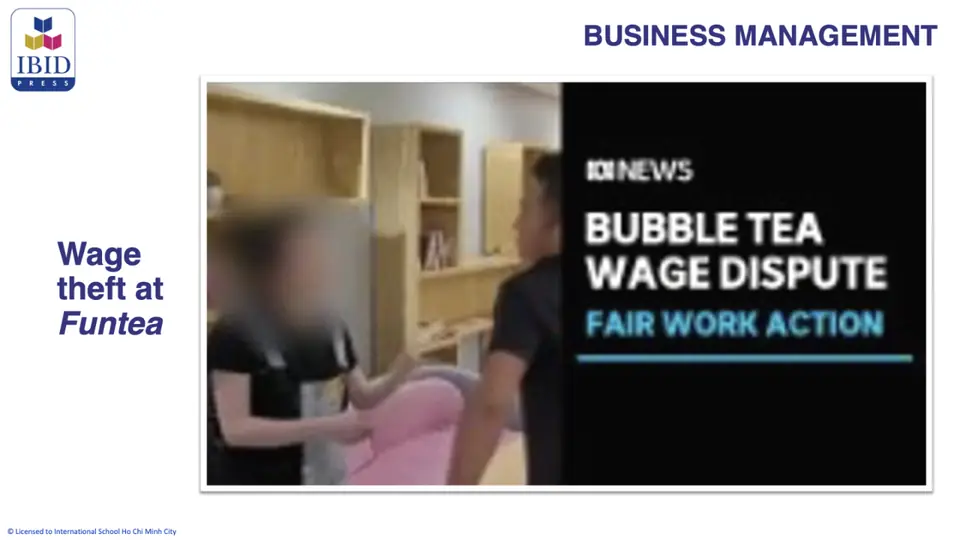 IBID
PRESS
BUSINESS MANAGEMENT
Wage
theft at
Funtea
NEWS
BUBBLE TEA
WAGE DISPUTE
FAIR WORK ACTION
© Licensed to International School Ho Chi Minh City